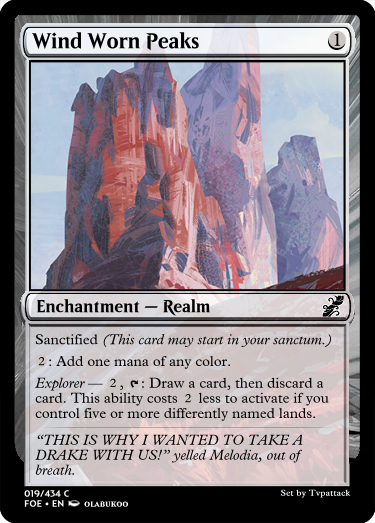 Wind Worn Peaks 1
Enchantment — Realm
Sanctified (This card may start in your sanctum.)
2: Add one mana of any color.
Explorer — 2, : Draw a card, then discard a
card. This ability costs 2 less to activate if you
control five or more differently named lands.
“THIS IS WHY I WANTED TO TAKE A
DRAKE WITH US!” yelled Melodia, out of
breath.
019/434 C
Set by Tvpattack
FOE • EN OLABUKOO